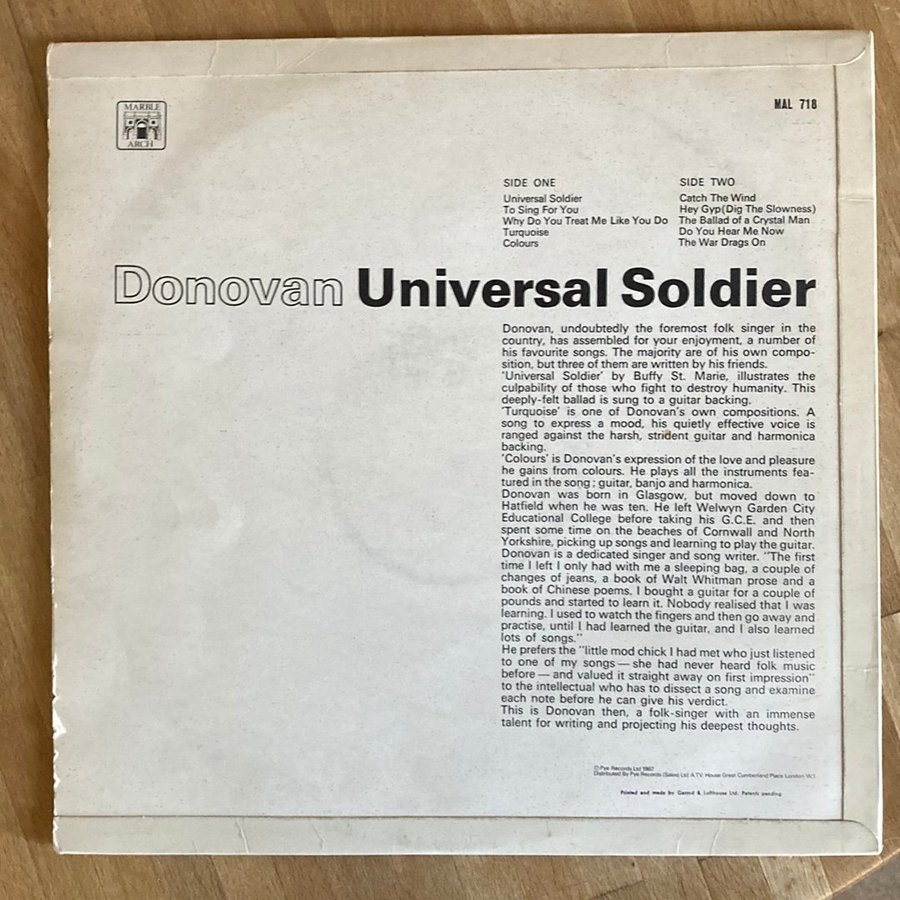 MARBLE
ARCH
MAL 718
SIDE ONE
Universal Soldier
To Sing For You
Why Do You Treat Me Like You Do
Turquoise
Colours
SIDE TWO
Catch The Wind
Hey Gyp(Dig The Slowness)
The Ballad of a Crystal Man
Do You Hear Me Now
The War Drags On
Donovan Universal Soldier
Donovan, undoubtedly the foremost folk singer in the
country, has assembled for your enjoyment, a number of
his favourite songs. The majority are of his own compo-
sition, but three of them are written by his friends.
'Universal Soldier' by Buffy St. Marie, illustrates the
culpability of those who fight to destroy humanity. This
deeply-felt ballad is sung to a guitar backing.
'Turquoise' is one of Donovan's own compositions. A
song to express a mood, his quietly effective voice is
ranged against the harsh, strident guitar and harmonica
backing.
'Colours' is Donovan's expression of the love and pleasure
he gains from colours. He plays all the instruments fea-
tured in the song : guitar, banjo and harmonica.
Donovan was born in Glasgow, but moved down to
Hatfield when he was ten. He left Welwyn Garden City
Educational College before taking his G.C.E. and then
spent some time on the beaches of Cornwall and North
Yorkshire, picking up songs and learning to play the guitar.
Donovan is a dedicated singer and song writer. "The first
time I left I only had with me a sleeping bag, a couple of
changes of jeans, a book of Walt Whitman prose and a
book of Chinese poems. I bought a guitar for a couple of
pounds and started to learn it. Nobody realised that I was
learning. I used to watch the fingers and then go away and
practise, until I had learned the guitar, and I also learned
lots of songs."
He prefers the "little mod chick I had met who just listened
to one of my songs — she had never heard folk music
before — and valued it straight away on first impression"
to the intellectual who has to dissect a song and examine
each note before he can give his verdict.
This is Donovan then, a folk-singer with an immense
talent for writing and projecting his deepest thoughts.
© Pye Records Ltd 1967
Distributed By Pye Records (Sales) Ltd A.TV. House Great Cumberland Place London W.1
Printed and made by Garrod & Lofthouse Ltd. Patents pending